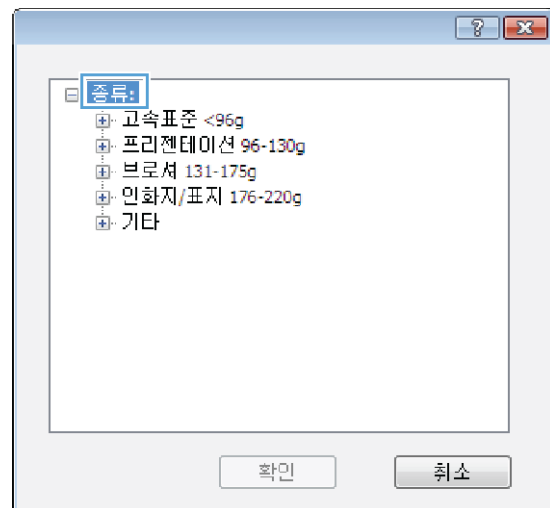 종류:
고속표준 <96g
프리젠테이션 96-130g
브로셔 131-175g
인화지/표지 176-220g
기타
확인 취소